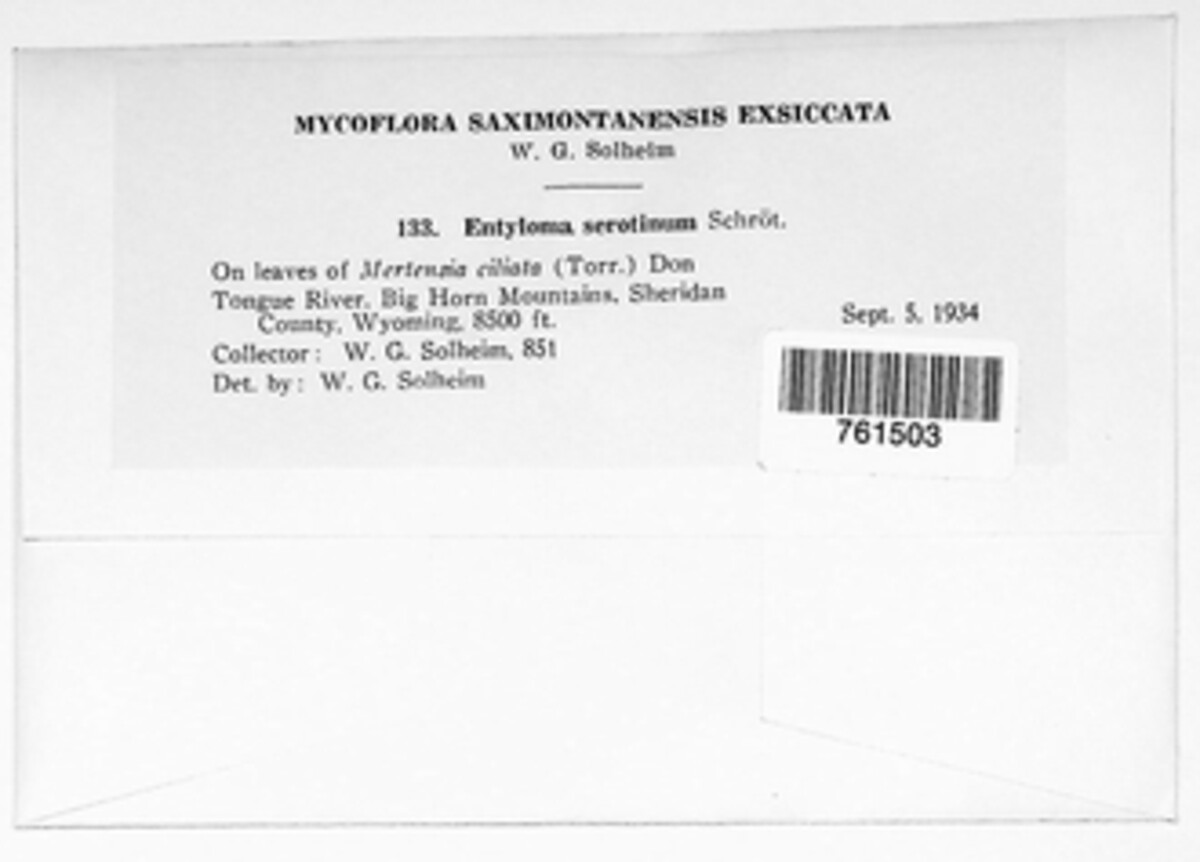 MYCOFLORA SAXIMONTANENSIS EXSICCATA
W. G. Solheim
133. Entyloma serotinum Schröt.
On leaves of Mertensia ciliata (Torr.) Don
Tongue River, Big Horn Mountains, Sheridan
County, Wyoming, 8500 ft.
Sept. 5, 1934
Collector: W. G. Solheim, 851
Det. by: W. G. Solheim
761503